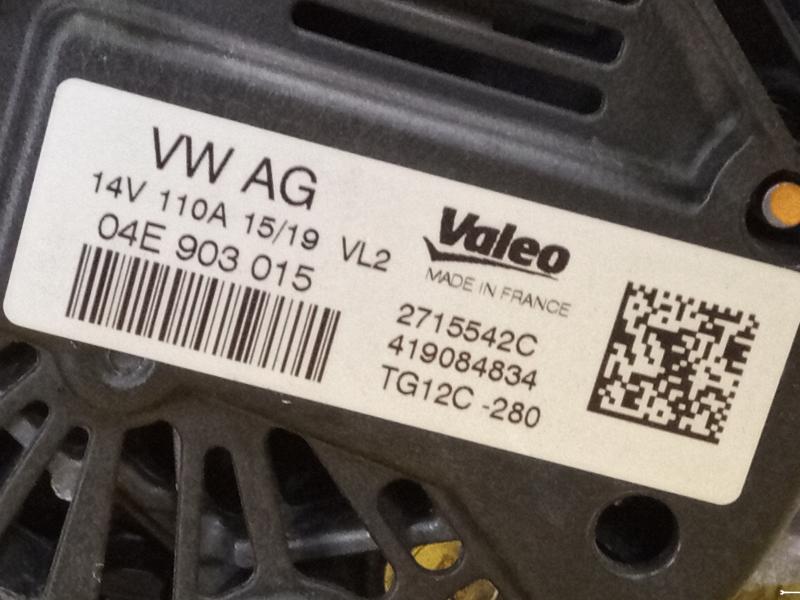 VW AG
14V 110A 15/19 VL2
04E 903 015
Valeo
MADE IN FRANCE
2715542C
419084834
TG12C -280